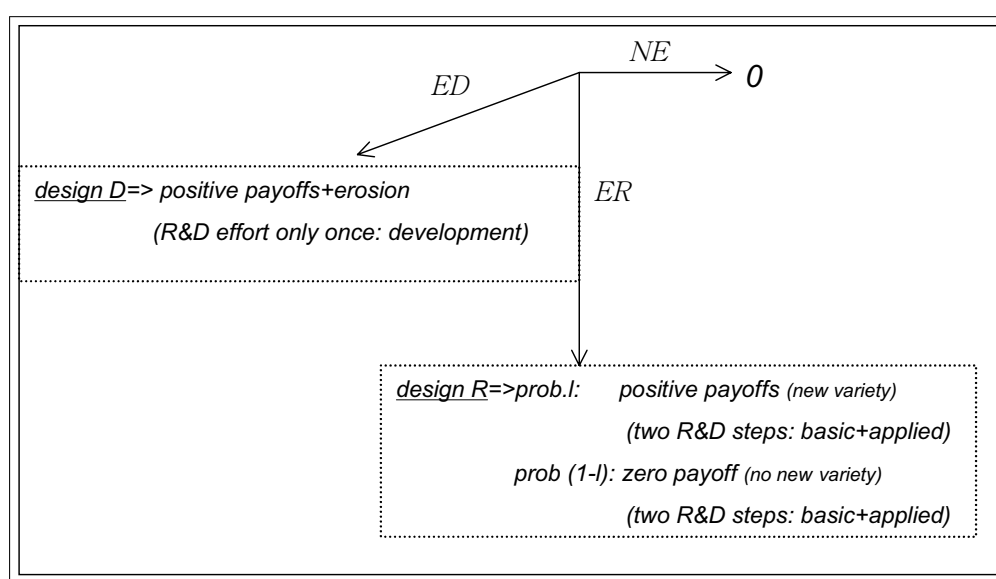 NE
0
ED
design D=> positive payoffs+erosion
(R&D effort only once: development)
ER
design R=>prob.l: positive payoffs (new variety)
(two R&D steps: basic+applied)
prob (1-l): zero payoff (no new variety)
(two R&D steps: basic+applied)